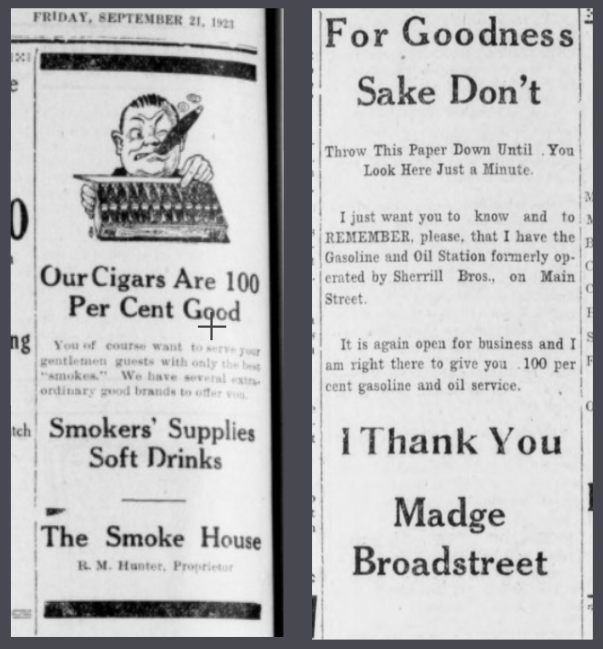 FRIDAY, SEPTEMBER 21, 1923
Our Cigars Are 100
Per Cent Good
You of course want to serve your
gentlemen guests with only the best
"smokes." We have several extra-
ordinary good brands to offer you.
Smokers' Supplies
Soft Drinks
The Smoke House
R. M. Hunter, Proprietor
For Goodness
Sake Don't
Throw This Paper Down Until . You
Look Here Just a Minute.
I just want you to know and to
REMEMBER, please, that I have the
Gasoline and Oil Station formerly op-
erated by Sherrill Bros., on Main
Street.
It is again open for business and I
am right there to give you .100 per
cent gasoline and oil service.
I Thank You
Madge
Broadstreet